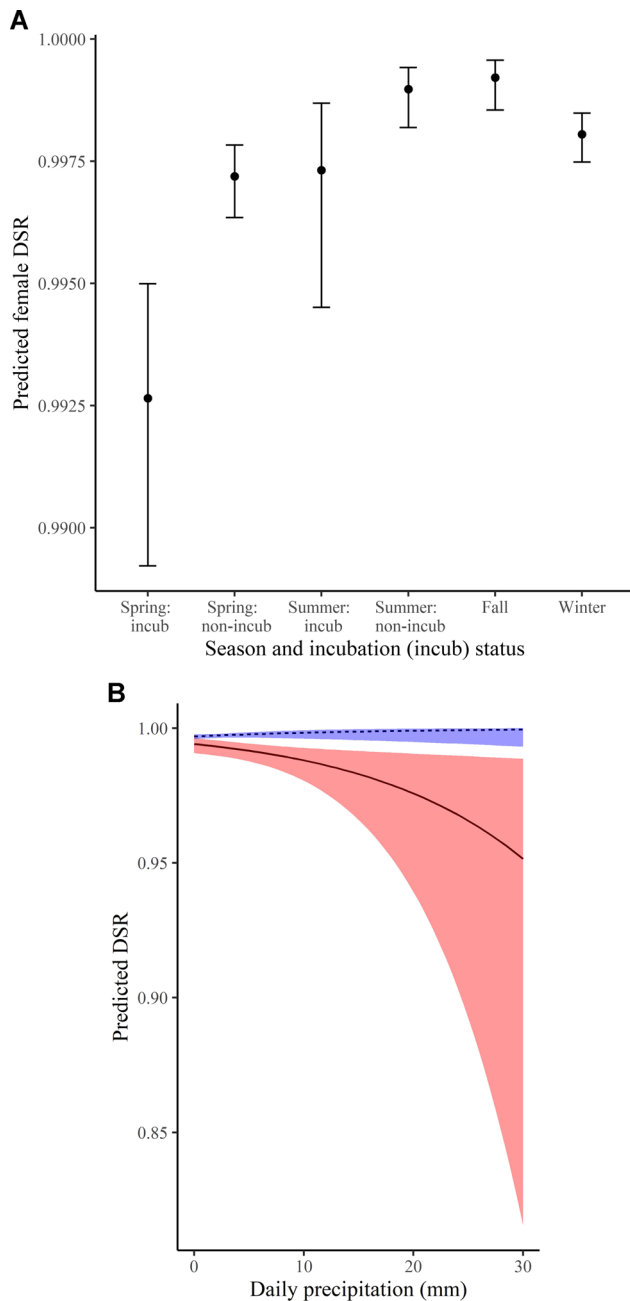 A
1.0000
0.9975
0.9950
0.9925
0.9900
Predicted female DSR
Spring:
incub
Spring:
non-incub
Summer:
incub
Summer:
non-incub
Fall
Winter
Season and incubation (incub) status
B
1.00
0.95
0.90
0.85
Predicted DSR
0
10
20
30
Daily precipitation (mm)